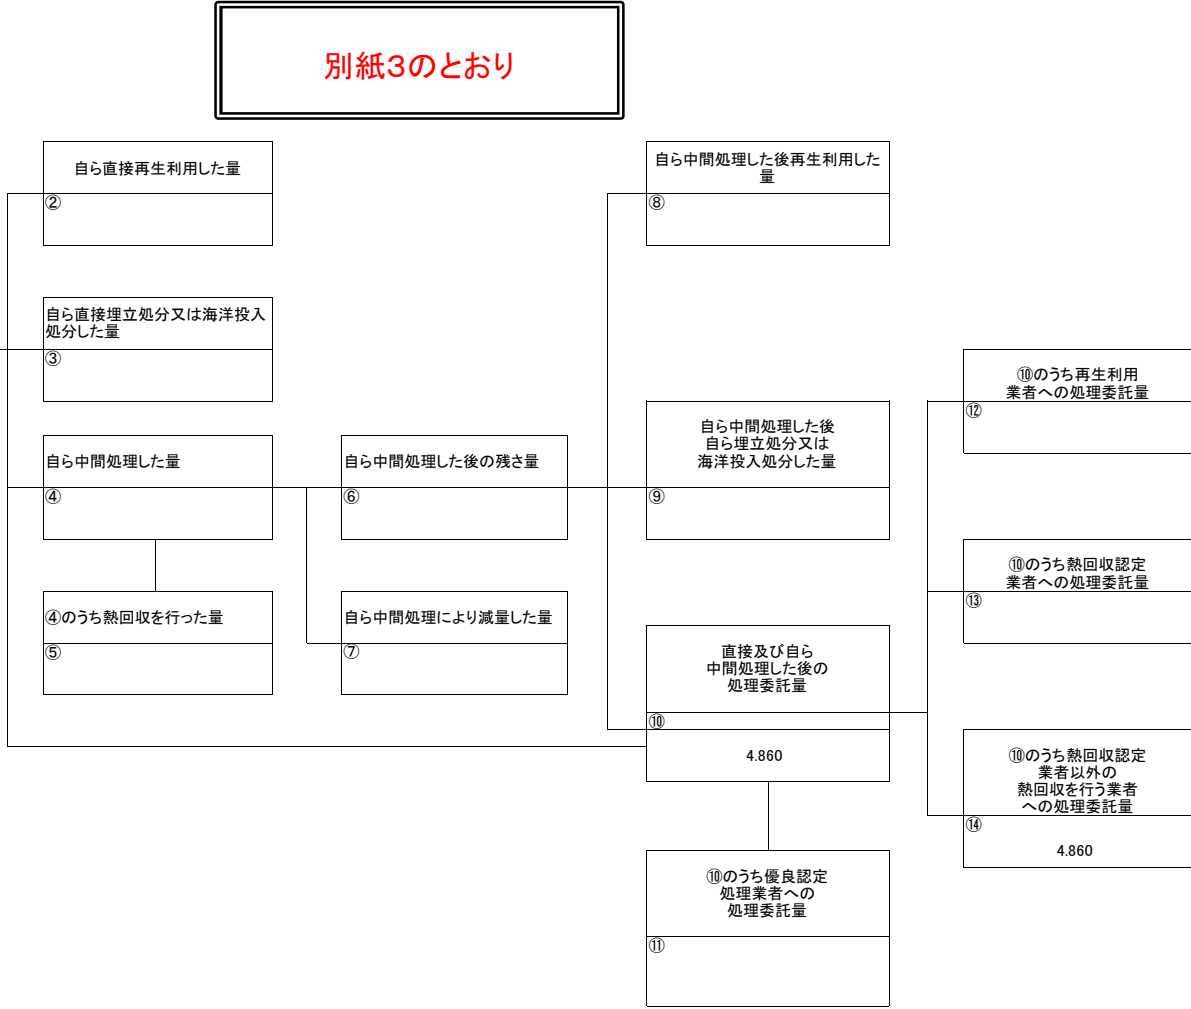 別紙３のとおり
自ら直接再生利用した量
②
自ら中間処理した後再生利用した
量
⑧
自ら直接埋立処分又は海洋投入
処分した量
③
⑩のうち再生利用
業者への処理委託量
⑫
自ら中間処理した量
④
自ら中間処理した後の残さ量
⑥
自ら中間処理した後
自ら埋立処分又は
海洋投入処分した量
⑨
⑩のうち熱回収認定
業者への処理委託量
⑬
④のうち熱回収を行った量
⑤
自ら中間処理により減量した量
⑦
直接及び自ら
中間処理した後の
処理委託量
⑩
4.860
⑩のうち熱回収認定
業者以外の
熱回収を行う業者
への処理委託量
⑭
4.860
⑩のうち優良認定
処理業者への
処理委託量
⑪